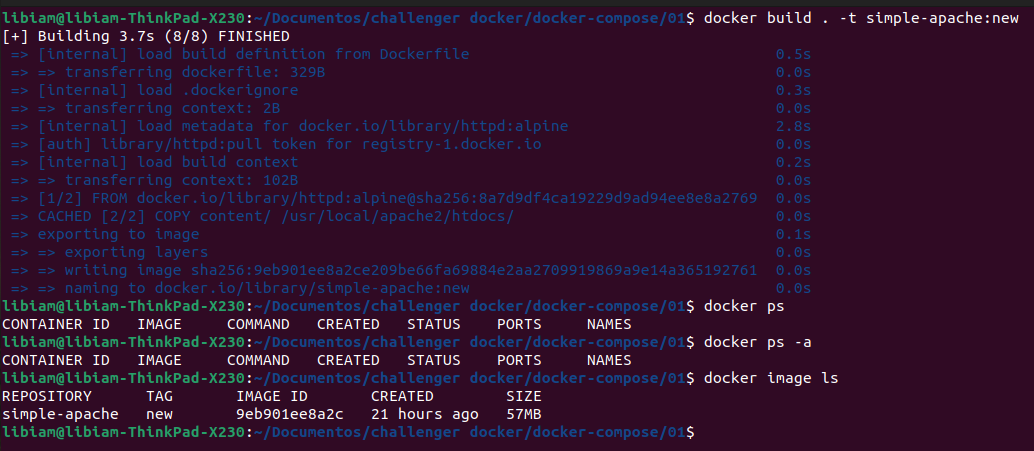 libiam@libiam-ThinkPad-X230:~/Documentos/challenger docker/docker-compose/01$ docker build . -t simple-apache:new
[+] Building 3.7s (8/8) FINISHED
=> [internal] load build definition from Dockerfile 0.5s
=> => transferring dockerfile: 329B 0.0s
=> [internal] load .dockerignore 0.3s
=> => transferring context: 2B 0.0s
=> [internal] load metadata for docker.io/library/httpd:alpine 2.8s
=> [auth] library/httpd:pull token for registry-1.docker.io 0.0s
=> [internal] load build context 0.2s
=> => transferring context: 102B 0.0s
=> [1/2] FROM docker.io/library/httpd:alpine@sha256:8a7d9df4ca19229d9ad94ee8e8a2769 0.0s
=> CACHED [2/2] COPY content/ /usr/local/apache2/htdocs/ 0.0s
=> exporting to image 0.1s
=> => exporting layers 0.0s
=> => writing image sha256:9eb901ee8a2ce209be66fa69884e2aa2709919869a9e14a365192761 0.0s
=> => naming to docker.io/library/simple-apache:new 0.0s
libiam@libiam-ThinkPad-X230:~/Documentos/challenger docker/docker-compose/01$ docker ps
CONTAINER ID IMAGE COMMAND CREATED STATUS PORTS NAMES
libiam@libiam-ThinkPad-X230:~/Documentos/challenger docker/docker-compose/01$ docker ps -a
CONTAINER ID IMAGE COMMAND CREATED STATUS PORTS NAMES
libiam@libiam-ThinkPad-X230:~/Documentos/challenger docker/docker-compose/01$ docker image ls
REPOSITORY TAG IMAGE ID CREATED SIZE
simple-apache new 9eb901ee8a2c 21 hours ago 57MB
libiam@libiam-ThinkPad-X230:~/Documentos/challenger docker/docker-compose/01$